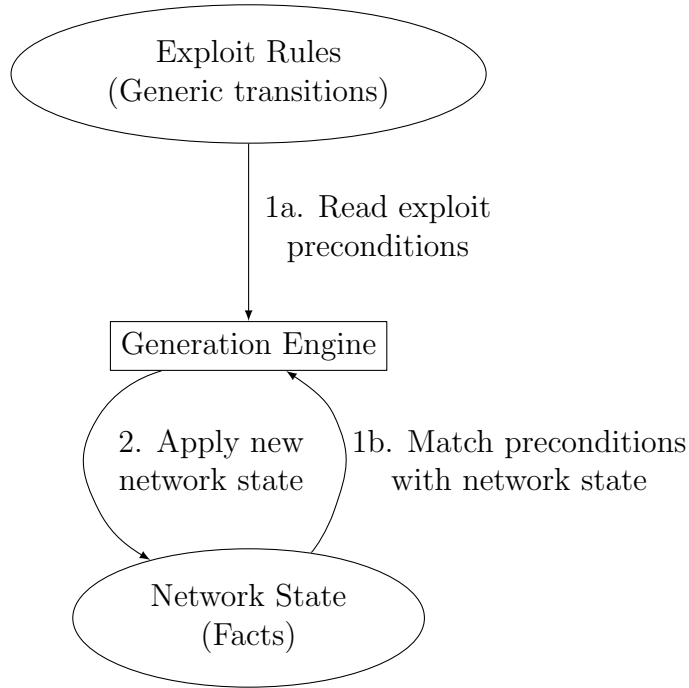 Exploit Rules
(Generic transitions)
1a. Read exploit
preconditions
Generation Engine
2. Apply new
network state
1b. Match preconditions
with network state
Network State
(Facts)